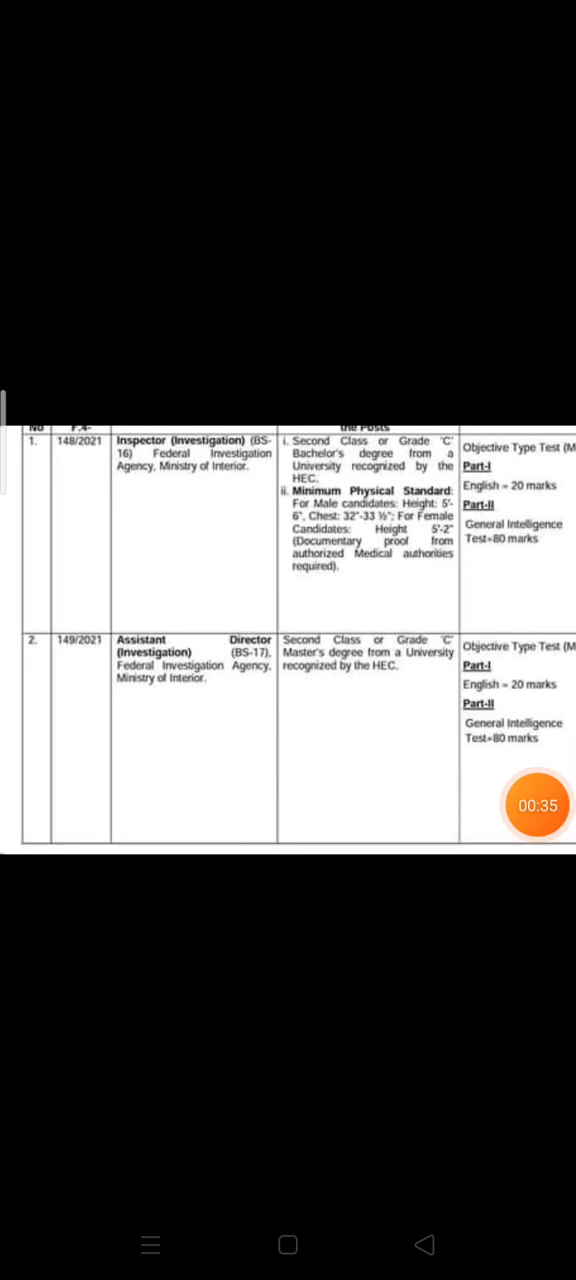 No F.4- the Posts
1. 148/2021 Inspector (Investigation) (BS-
16) Federal Investigation
Agency, Ministry of Interior.
i. Second Class or Grade 'C'
Bachelor's degree from a
University recognized by the
HEC.
ii. Minimum Physical Standard:
For Male candidates: Height: 5'-
6", Chest: 32"-33 ½"; For Female
Candidates: Height 5'-2"
(Documentary proof from
authorized Medical authorities
required).
Objective Type Test (M
Part-I
English = 20 marks
Part-II
General Intelligence
Test=80 marks
2. 149/2021 Assistant Director
(Investigation) (BS-17),
Federal Investigation Agency,
Ministry of Interior.
Second Class or Grade 'C'
Master's degree from a University
recognized by the HEC.
Objective Type Test (M
Part-I
English = 20 marks
Part-II
General Intelligence
Test=80 marks
00:35